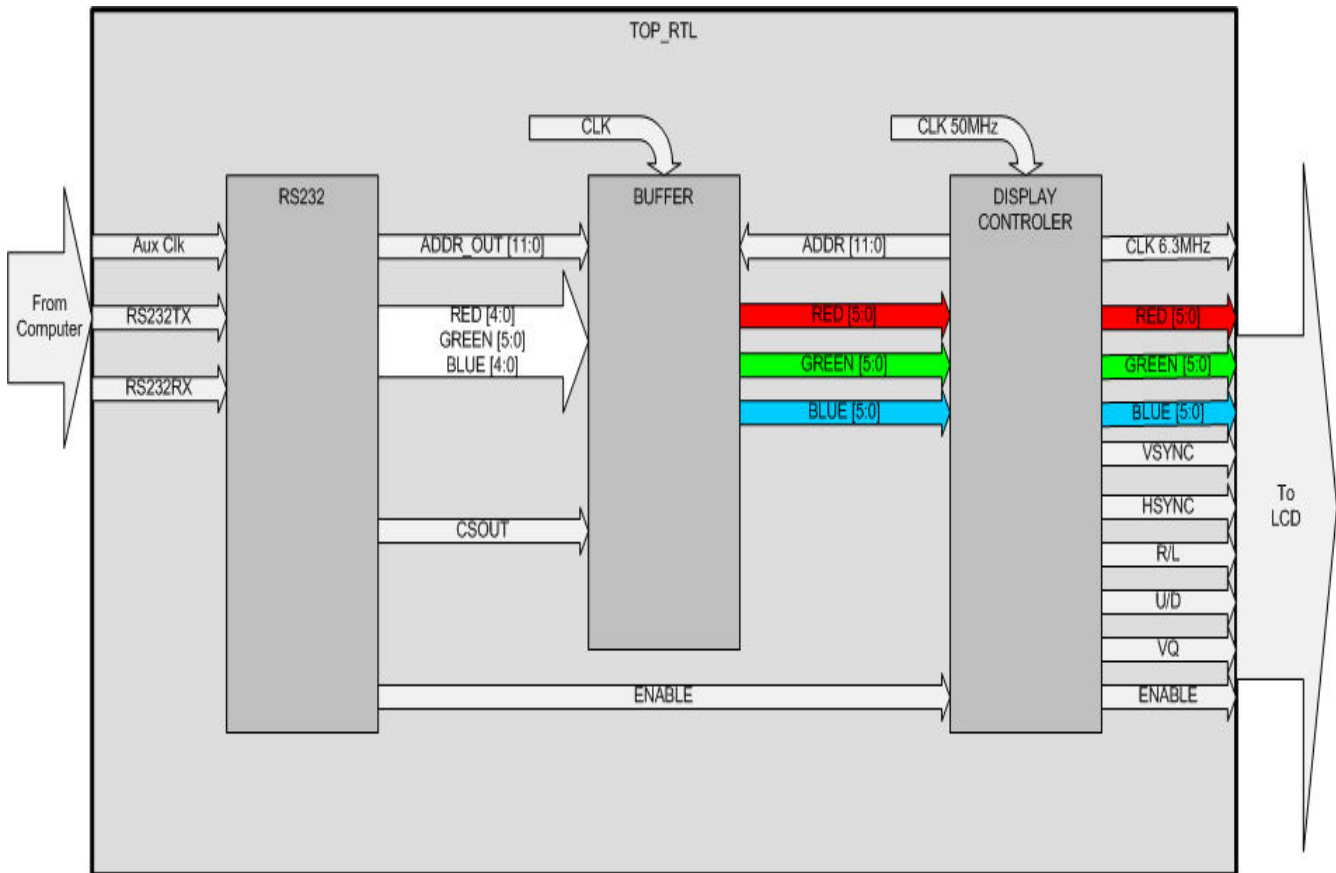 TOP_RTL
CLK
CLK 50MHz
RS232
BUFFER
DISPLAY
CONTROLER
From
Computer
Aux Clk
RS232TX
RS232RX
ADDR_OUT [11:0]
RED [4:0]
GREEN [5:0]
BLUE [4:0]
CSOUT
ENABLE
ADDR [11:0]
RED [5:0]
GREEN [5:0]
BLUE [5:0]
CLK 6.3MHz
RED [5:0]
GREEN [5:0]
BLUE [5:0]
VSYNC
HSYNC
R/L
U/D
VQ
ENABLE
To
LCD